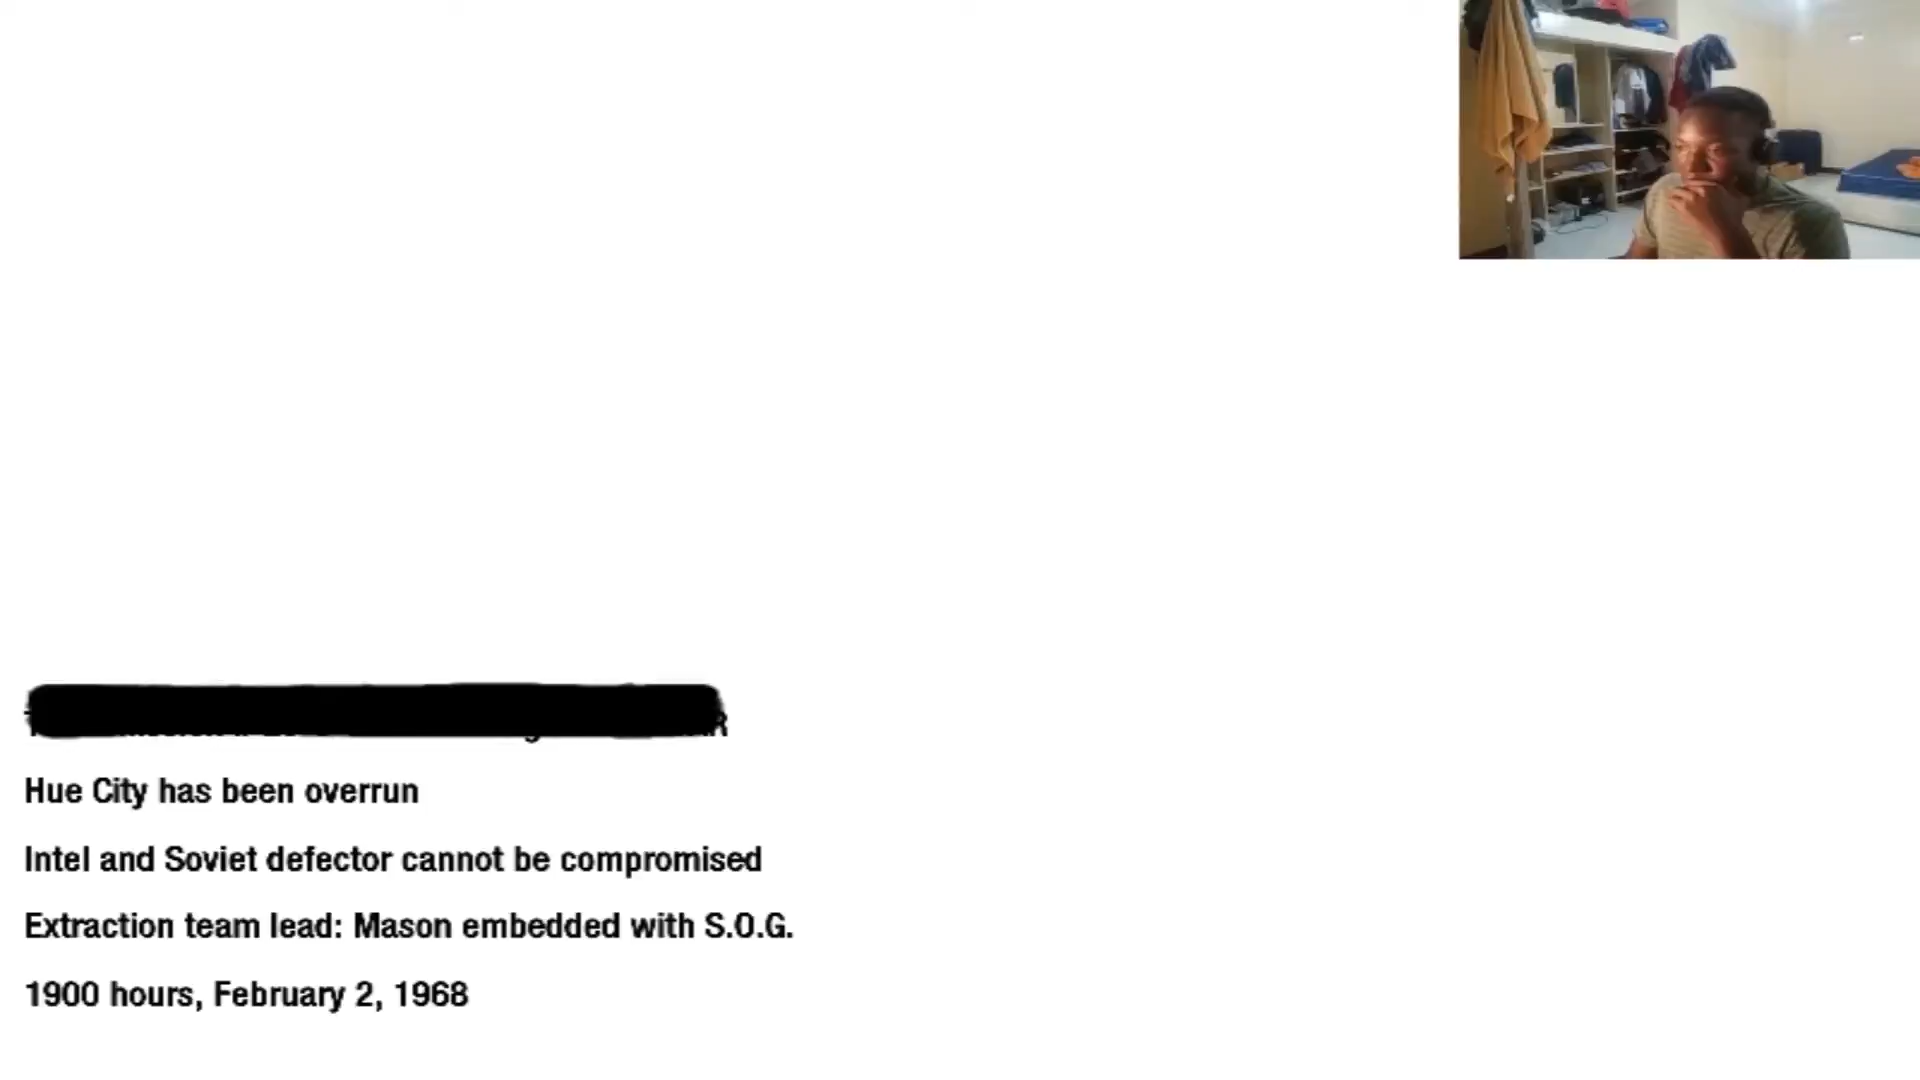 Hue City has been overrun
Intel and Soviet defector cannot be compromised
Extraction team lead: Mason embedded with S.O.G.
1900 hours, February 2, 1968